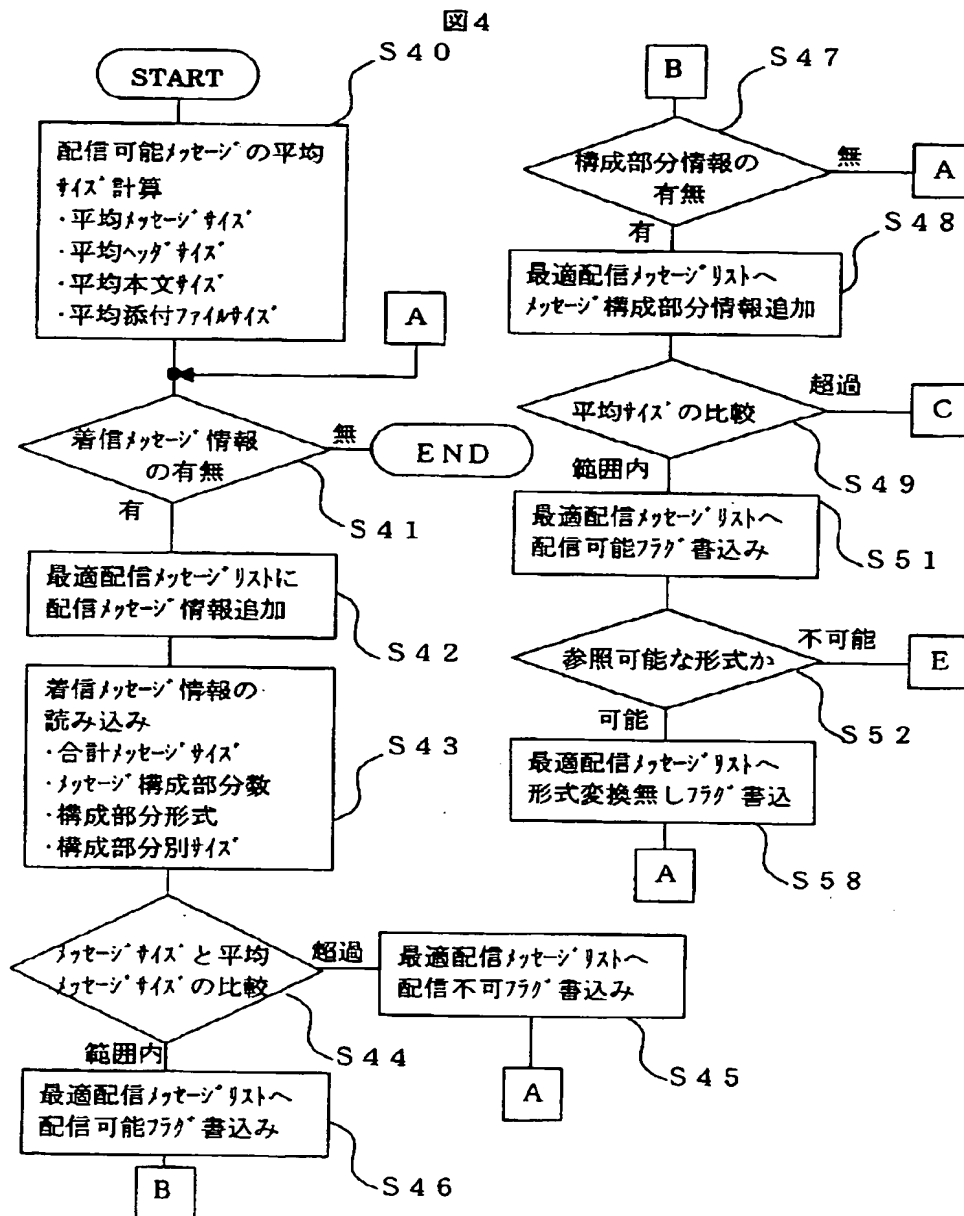 図4
S40
START
配信可能メッセージの平均
サイズ計算
・平均メッセージサイズ
・平均ヘッダサイズ
・平均本文サイズ
・平均添付ファイルサイズ
A
着信メッセージ情報
の有無
無
END
有
S41
最適配信メッセージリストに
配信メッセージ情報追加
S42
着信メッセージ情報の
読み込み
・合計メッセージサイズ
・メッセージ構成部分数
・構成部分形式
・構成部分別サイズ
S43
メッセージサイズと平均
メッセージサイズの比較
超過
最適配信メッセージリストへ
配信不可フラグ書込み
S44
S45
A
範囲内
最適配信メッセージリストへ
配信可能フラグ書込み
S46
B
B
S47
構成部分情報の
有無
無
A
有
S48
最適配信メッセージリストへ
メッセージ構成部分情報追加
平均サイズの比較
超過
C
S49
範囲内
最適配信メッセージリストへ
配信可能フラグ書込み
S51
参照可能な形式か
不可能
E
S52
可能
最適配信メッセージリストへ
形式変換無しフラグ書込
S58
A